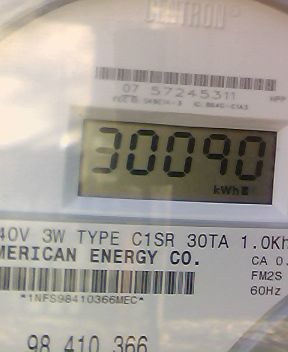 CENTRON®
07 57245311
30090
kWh
40V 3W TYPE C1SR 30TA 1.0Kh
MERICAN ENERGY CO.
CA 0.
FM2S
60Hz
*1NFS98410366MEC*
98 410 366